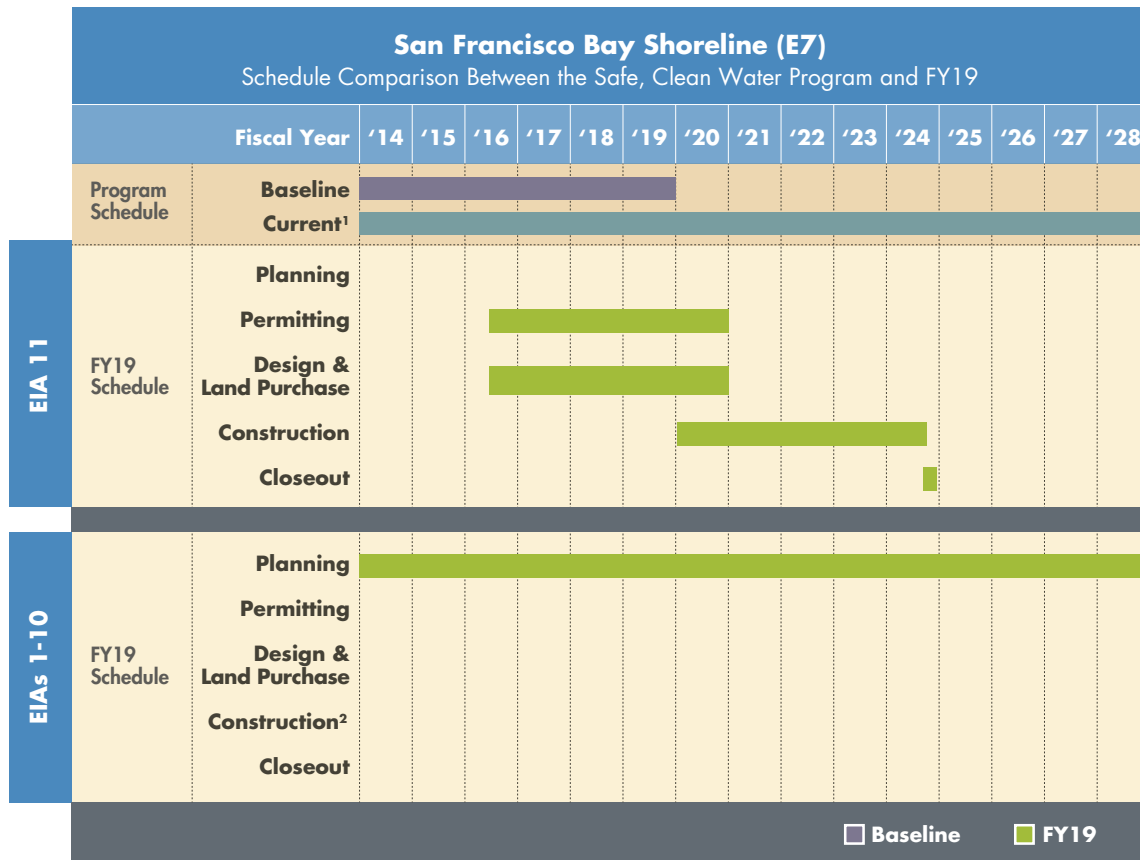 San Francisco Bay Shoreline (E7)
Schedule Comparison Between the Safe, Clean Water Program and FY19
Fiscal Year ‘14 ‘15 ‘16 ‘17 ‘18 ‘19 ‘20 ‘21 ‘22 ‘23 ‘24 ‘25 ‘26 ‘27 ‘28
Program
Schedule
Baseline
Current¹
EIA 11
FY19
Schedule
Planning
Permitting
Design &
Land Purchase
Construction
Closeout
EIAs 1-10
FY19
Schedule
Planning
Permitting
Design &
Land Purchase
Construction²
Closeout
Baseline FY19